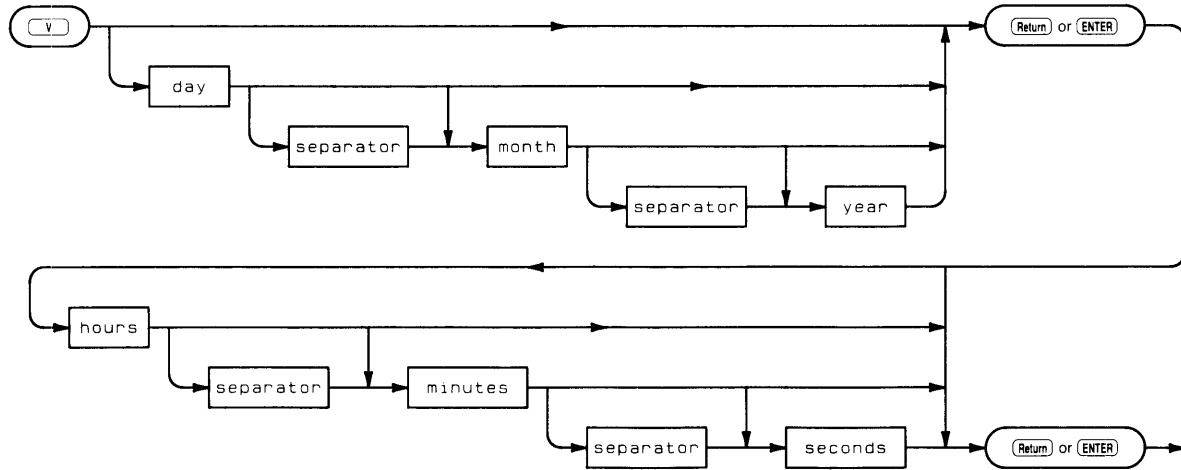 V
Return or ENTER
day
separator
month
separator
year
hours
separator
minutes
separator
seconds
Return or ENTER